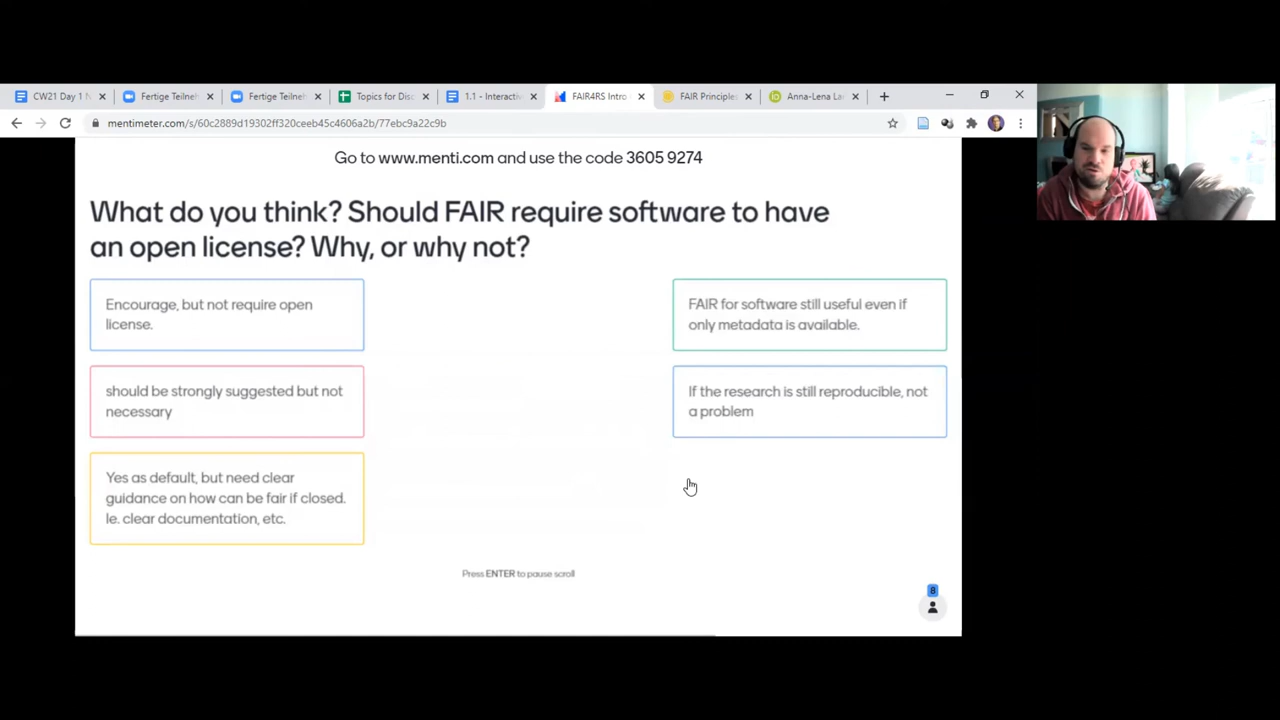 CW21 Day 1 N
Fertige Teilneh
Fertige Teilneh
Topics for Disc
1.1 - Interactiv
FAIR4RS Intro
FAIR Principles
Anna-Lena La
mentimeter.com/s/60c2889d19302ff320cceb45c4606a2b/77ebc9a22c9b
Go to www.menti.com and use the code 3605 9274
What do you think? Should FAIR require software to have
an open license? Why, or why not?
Encourage, but not require open
license.
should be strongly suggested but not
necessary
Yes as default, but need clear
guidance on how can be fair if closed.
Ie. clear documentation, etc.
FAIR for software still useful even if
only metadata is available.
If the research is still reproducible, not
a problem
Press ENTER to pause scroll
8